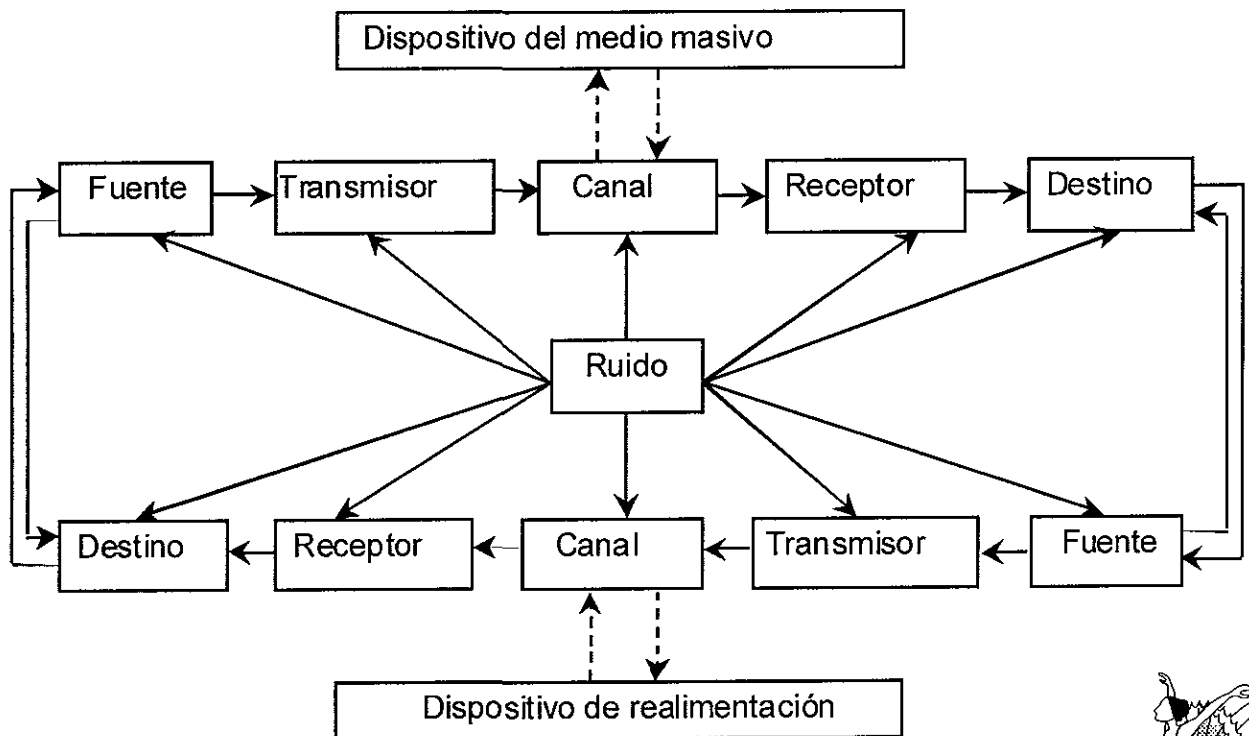 Dispositivo del medio masivo
Fuente
Transmisor
Canal
Receptor
Destino
Ruido
Destino
Receptor
Canal
Transmisor
Fuente
Dispositivo de realimentación